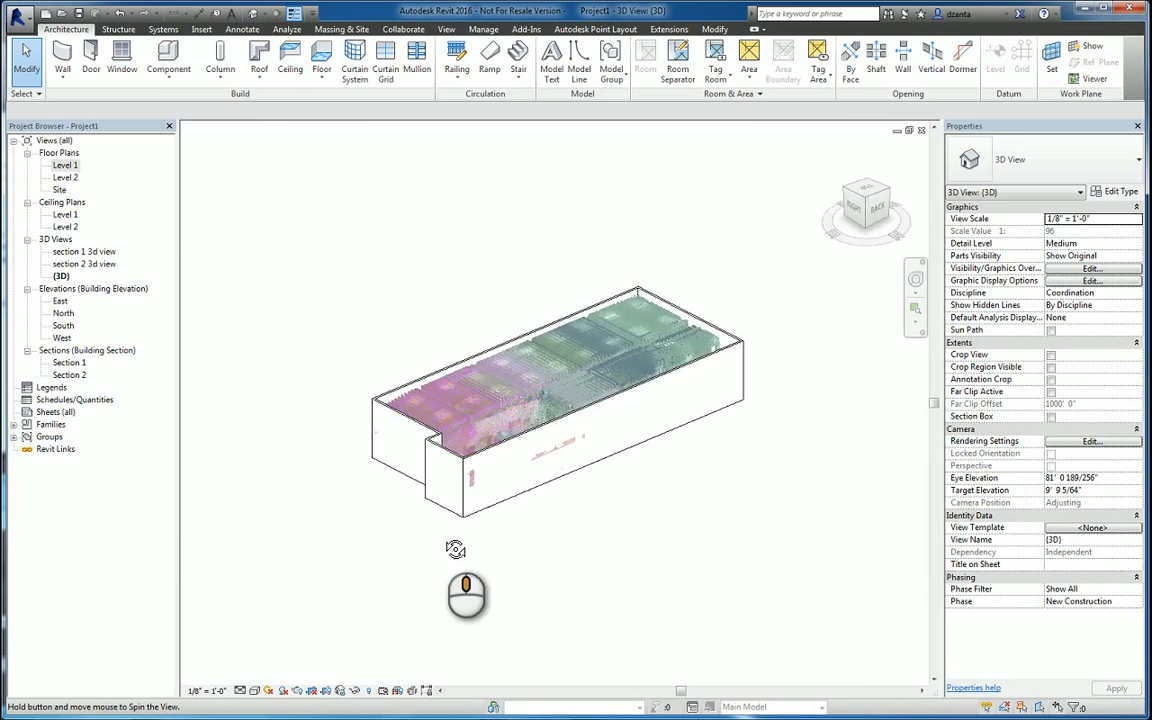 Autodesk Revit 2016 - Not For Resale Version - Project1 - 3D View: {3D}
Type a keyword or phrase
dzanta
Architecture Structure Systems Insert Annotate Analyze Massing & Site Collaborate View Manage Add-Ins Autodesk Point Layout Extensions Modify
Modify
Wall
Door
Window
Component
Column
Roof
Ceiling
Floor
Curtain System
Curtain Grid
Mullion
Railing
Ramp
Stair
Model Text
Model Line
Model Group
Room
Room Separator
Tag Room
Area
Area Boundary
Tag Area
By Face
Shaft
Wall
Vertical
Dormer
Level
Grid
Set
Show
Ref Plane
Viewer
Select
Build
Circulation
Model
Room & Area
Opening
Datum
Work Plane
Project Browser - Project1
Views (all)
Floor Plans
Level 1
Level 2
Site
Ceiling Plans
Level 1
Level 2
3D Views
section 1 3d view
section 2 3d view
{3D}
Elevations (Building Elevation)
East
North
South
West
Sections (Building Section)
Section 1
Section 2
Legends
Schedules/Quantities
Sheets (all)
Families
Groups
Revit Links
RIGHT
BACK
Properties
3D View
3D View: {3D}
Edit Type
Graphics
View Scale 1/8" = 1'-0"
Scale Value 1: 96
Detail Level Medium
Parts Visibility Show Original
Visibility/Graphics Over... Edit...
Graphic Display Options Edit...
Discipline Coordination
Show Hidden Lines By Discipline
Default Analysis Display... None
Sun Path
Extents
Crop View
Crop Region Visible
Annotation Crop
Far Clip Active
Far Clip Offset 1000' 0"
Section Box
Camera
Rendering Settings Edit...
Locked Orientation
Perspective
Eye Elevation 81' 0 189/256"
Target Elevation 9' 9 5/64"
Camera Position Adjusting
Identity Data
View Template <None>
View Name {3D}
Dependency Independent
Title on Sheet
Phasing
Phase Filter Show All
Phase New Construction
Properties help
Apply
1/8" = 1'-0"
Hold button and move mouse to Spin the View.
:0
Main Model
:0